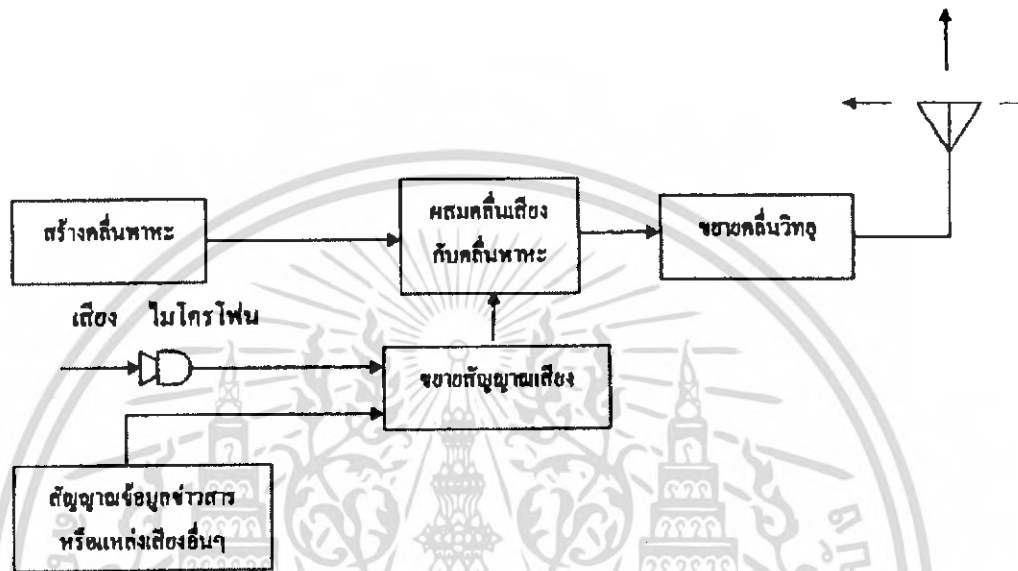 สร้างคลื่นพาหะ
ผสมคลื่นเสียง
กับคลื่นพาหะ
ขยายคลื่นวิทยุ
เสียง ไมโครโฟน
ขยายสัญญาณเสียง
สัญญาณข้อมูลข่าวสาร
หรือแหล่งเสียงอื่นๆ